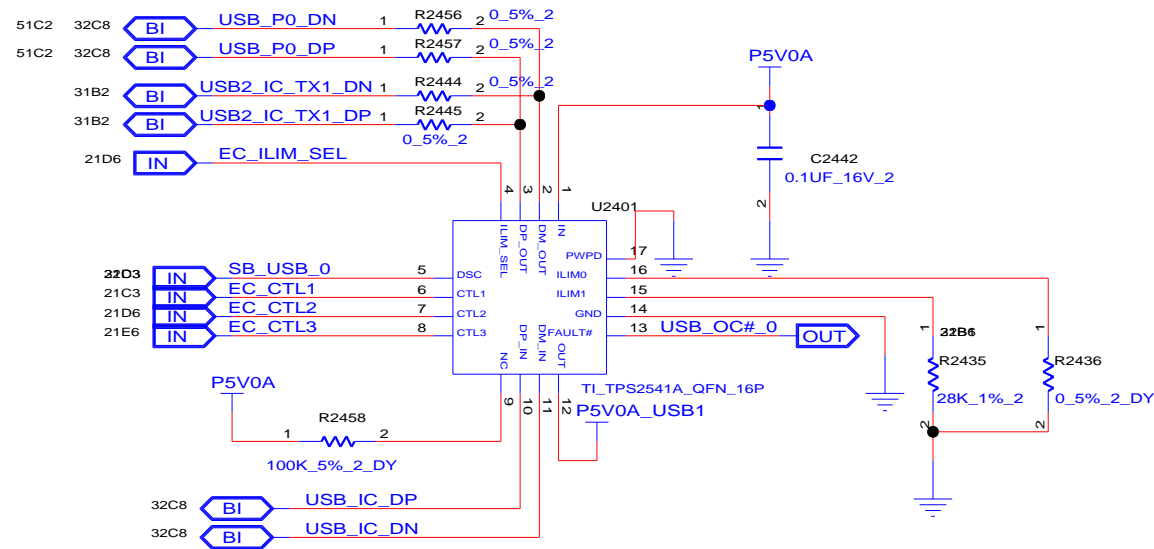 51C2 32C8 BI USB_P0_DN 1 R2456 2 0_5%_2
51C2 32C8 BI USB_P0_DP 1 R2457 2 0_5%_2
31B2 BI USB2_IC_TX1_DN 1 R2444 2 0_5%_2
31B2 BI USB2_IC_TX1_DP 1 R2445 2
0_5%_2
21D6 IN EC_ILIM_SEL
P5V0A
1
C2442
0.1UF_16V_2
2
4 3 2 1
U2401
ILIM_SEL DP_OUT DM_OUT IN
PWPD 17
IN SB_USB_0 5 DSC ILIM0 16
21C3 IN EC_CTL1 6 CTL1 ILIM1 15
21D6 IN EC_CTL2 7 CTL2 GND 14
21E6 IN EC_CTL3 8 CTL3 FAULT# 13 USB_OC#_0 OUT
NC DP_IN DM_IN OUT
9 10 11 12
TI_TPS2541A_QFN_16P
P5V0A_USB1
1 1
R2435 R2436
28K_1%_2 0_5%_2_DY
2 2
P5V0A
R2458
1 2
100K_5%_2_DY
32C8 BI USB_IC_DP
32C8 BI USB_IC_DN